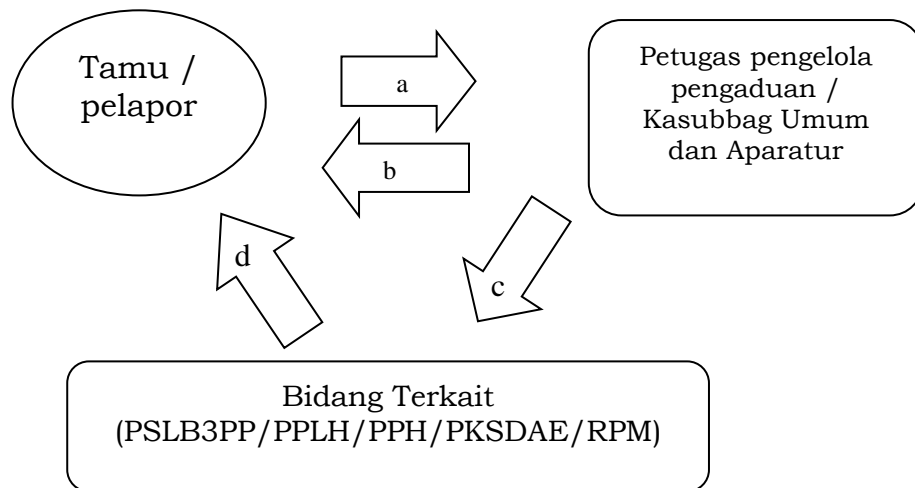 Tamu /
pelapor
a
Petugas pengelola
pengaduan /
Kasubbag Umum
dan Aparatur
b
d
c
Bidang Terkait
(PSLB3PP/PPLH/PPH/PKSDAE/RPM)